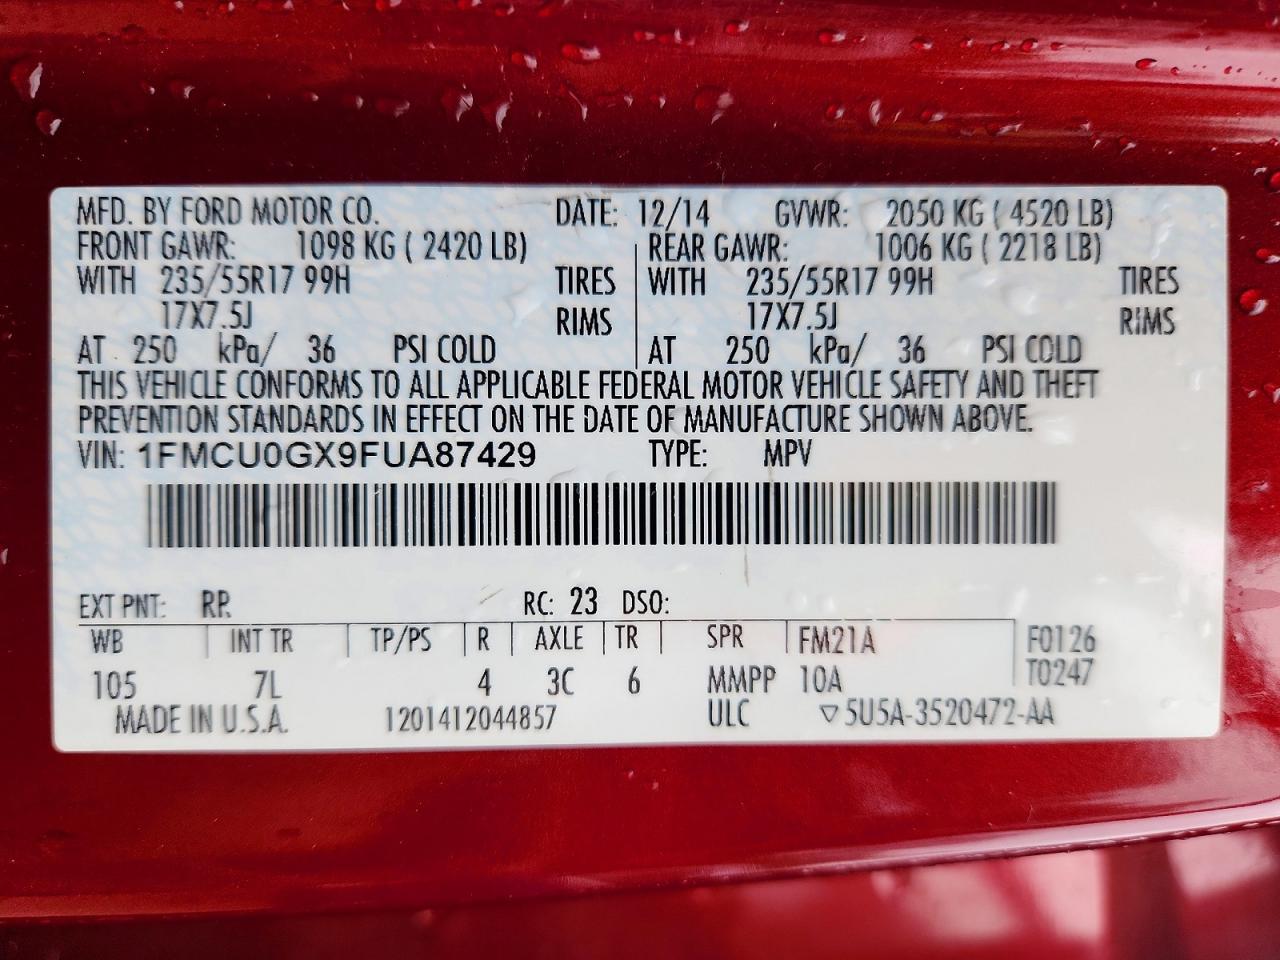 MFD. BY FORD MOTOR CO. DATE: 12/14 GVWR: 2050 KG ( 4520 LB)
FRONT GAWR: 1098 KG ( 2420 LB) REAR GAWR: 1006 KG ( 2218 LB)
WITH 235/55R17 99H TIRES WITH 235/55R17 99H TIRES
17X7.5J RIMS 17X7.5J RIMS
AT 250 kPa/ 36 PSI COLD AT 250 kPa/ 36 PSI COLD
THIS VEHICLE CONFORMS TO ALL APPLICABLE FEDERAL MOTOR VEHICLE SAFETY AND THEFT
PREVENTION STANDARDS IN EFFECT ON THE DATE OF MANUFACTURE SHOWN ABOVE.
VIN: 1FMCU0GX9FUA87429 TYPE: MPV
EXT PNT: RR RC: 23 DSO:
WB INT TR TP/PS R AXLE TR SPR FM21A F0126
105 7L 4 3C 6 MMPP 10A T0247
MADE IN U.S.A. 1201412044857 ULC ▽5U5A-3520472-AA